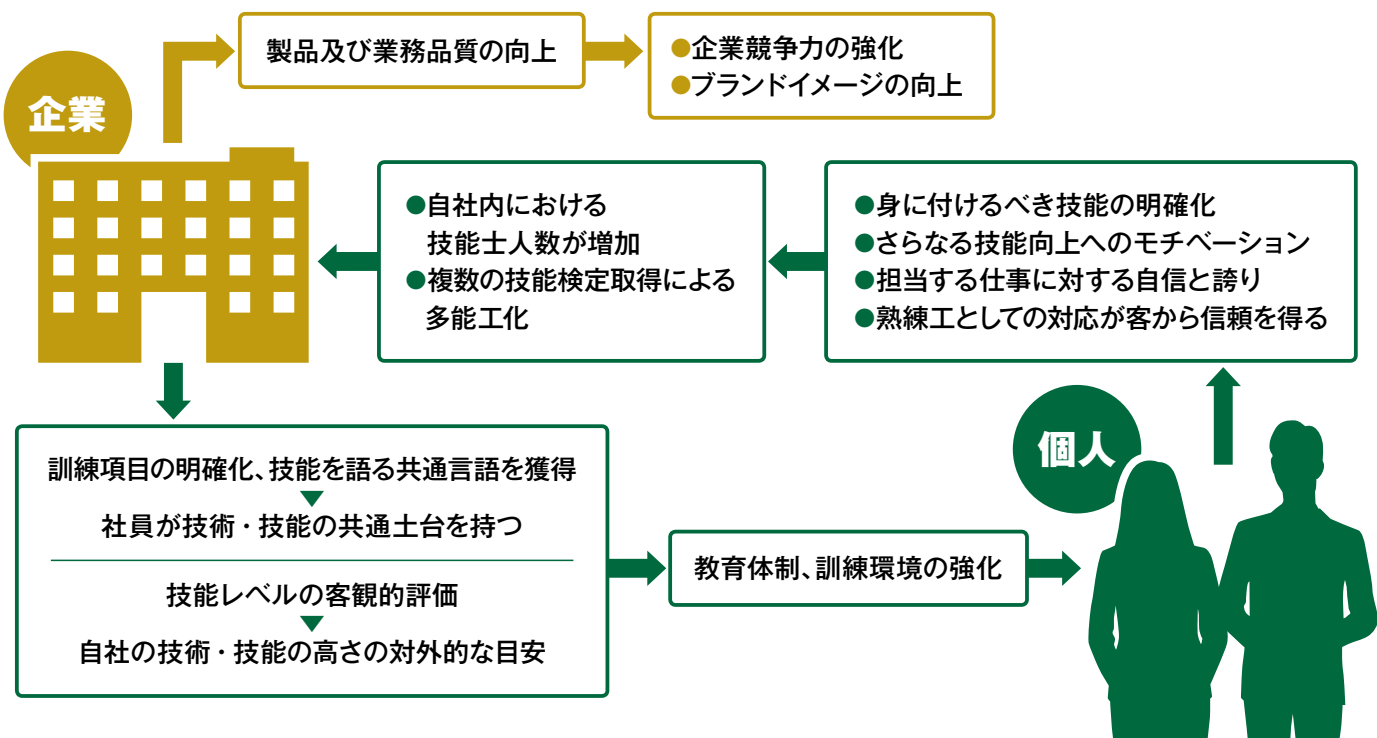 企業
製品及び業務品質の向上
●企業競争力の強化
●ブランドイメージの向上
●自社内における
技能士人数が増加
●複数の技能検定取得による
多能工化
●身に付けるべき技能の明確化
●さらなる技能向上へのモチベーション
●担当する仕事に対する自信と誇り
●熟練工としての対応が客から信頼を得る
訓練項目の明確化、技能を語る共通言語を獲得
▼
社員が技術・技能の共通土台を持つ
技能レベルの客観的評価
▼
自社の技術・技能の高さの対外的な目安
教育体制、訓練環境の強化
個人